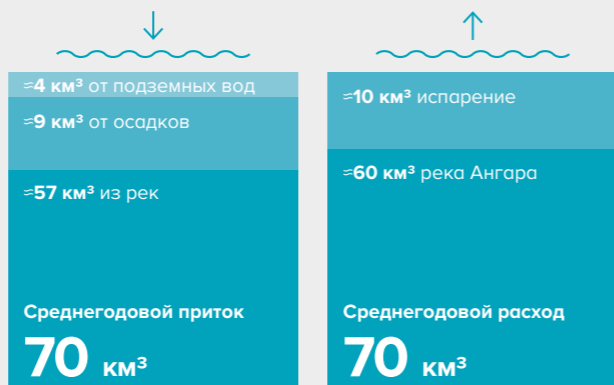 ≈4 км³ от подземных вод
≈9 км³ от осадков
≈57 км³ из рек
Среднегодовой приток
70 км³
≈10 км³ испарение
≈60 км³ река Ангара
Среднегодовой расход
70 км³